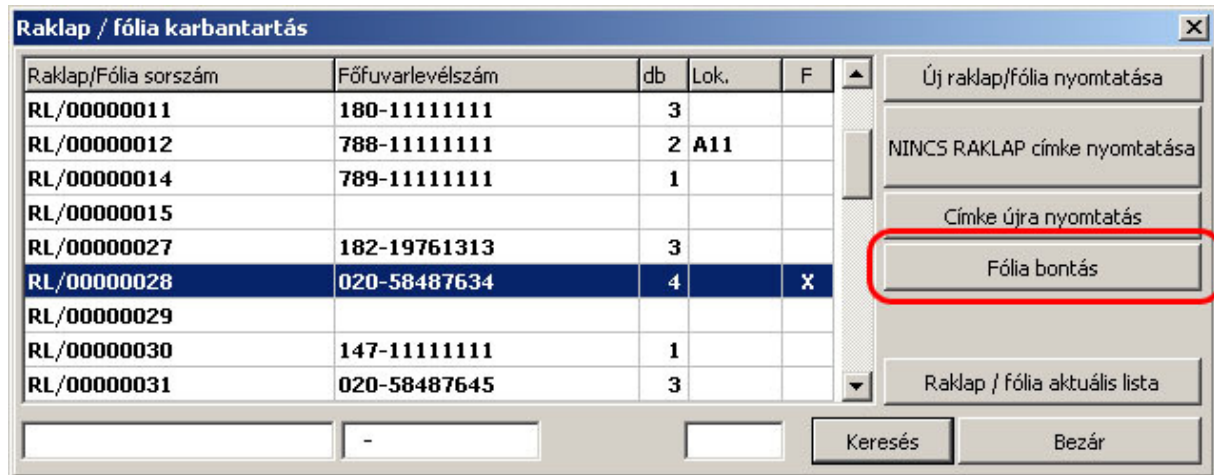 Raklap / fólia karbantartás
Raklap/Fólia sorszám Főfuvarlevélszám db Lok. F
RL/00000011 180-11111111 3
RL/00000012 788-11111111 2 A11
RL/00000014 789-11111111 1
RL/00000015
RL/00000027 182-19761313 3
RL/00000028 020-58487634 4 X
RL/00000029
RL/00000030 147-11111111 1
RL/00000031 020-58487645 3
Új raklap/fólia nyomtatása
NINCS RAKLAP címke nyomtatása
Címke újra nyomtatás
Fólia bontás
Raklap / fólia aktuális lista
-
Keresés Bezár